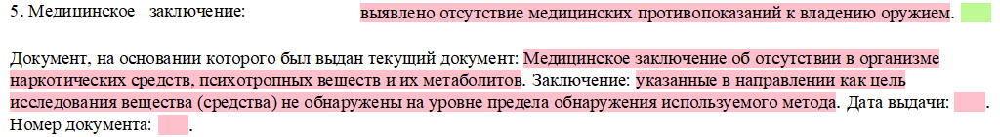 5. Медицинское заключение: выявлено отсутствие медицинских противопоказаний к владению оружием.
Документ, на основании которого был выдан текущий документ: Медицинское заключение об отсутствии в организме
наркотических средств, психотропных веществ и их метаболитов. Заключение: указанные в направлении как цель
исследования вещества (средства) не обнаружены на уровне предела обнаружения используемого метода. Дата выдачи: .
Номер документа: .